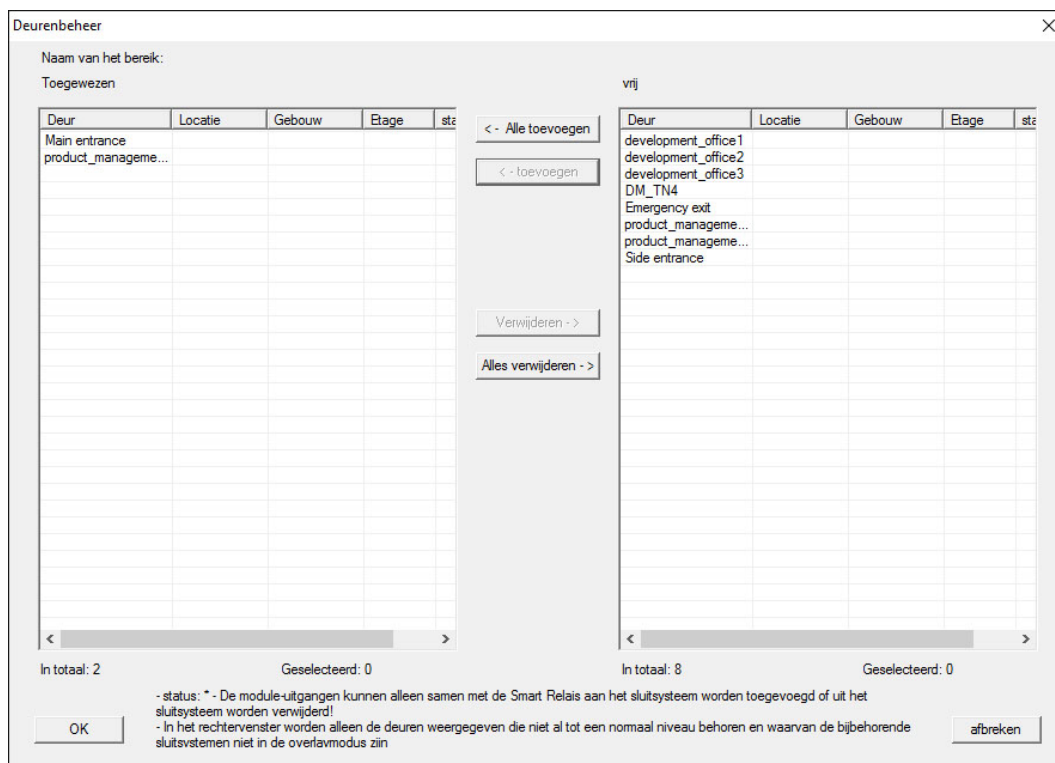 Deurenbeheer
Naam van het bereik:
Toegewezen
vrij
Deur Locatie Gebouw Etage sta
Main entrance
product_manageme...
< - Alle toevoegen
< - toevoegen
Verwijderen - >
Alles verwijderen - >
Deur Locatie Gebouw Etage sta
development_office1
development_office2
development_office3
DM_TN4
Emergency exit
product_manageme...
product_manageme...
Side entrance
In totaal: 2 Geselecteerd: 0
In totaal: 8 Geselecteerd: 0
- status: * - De module-uitgangen kunnen alleen samen met de Smart Relais aan het sluitsysteem worden toegevoegd of uit het
sluitsysteem worden verwijderd!
- In het rechtervenster worden alleen de deuren weergegeven die niet al tot een normaal niveau behoren en waarvan de bijbehorende
sluitsystemen niet in de overlaymodus zijn
OK
afbreken